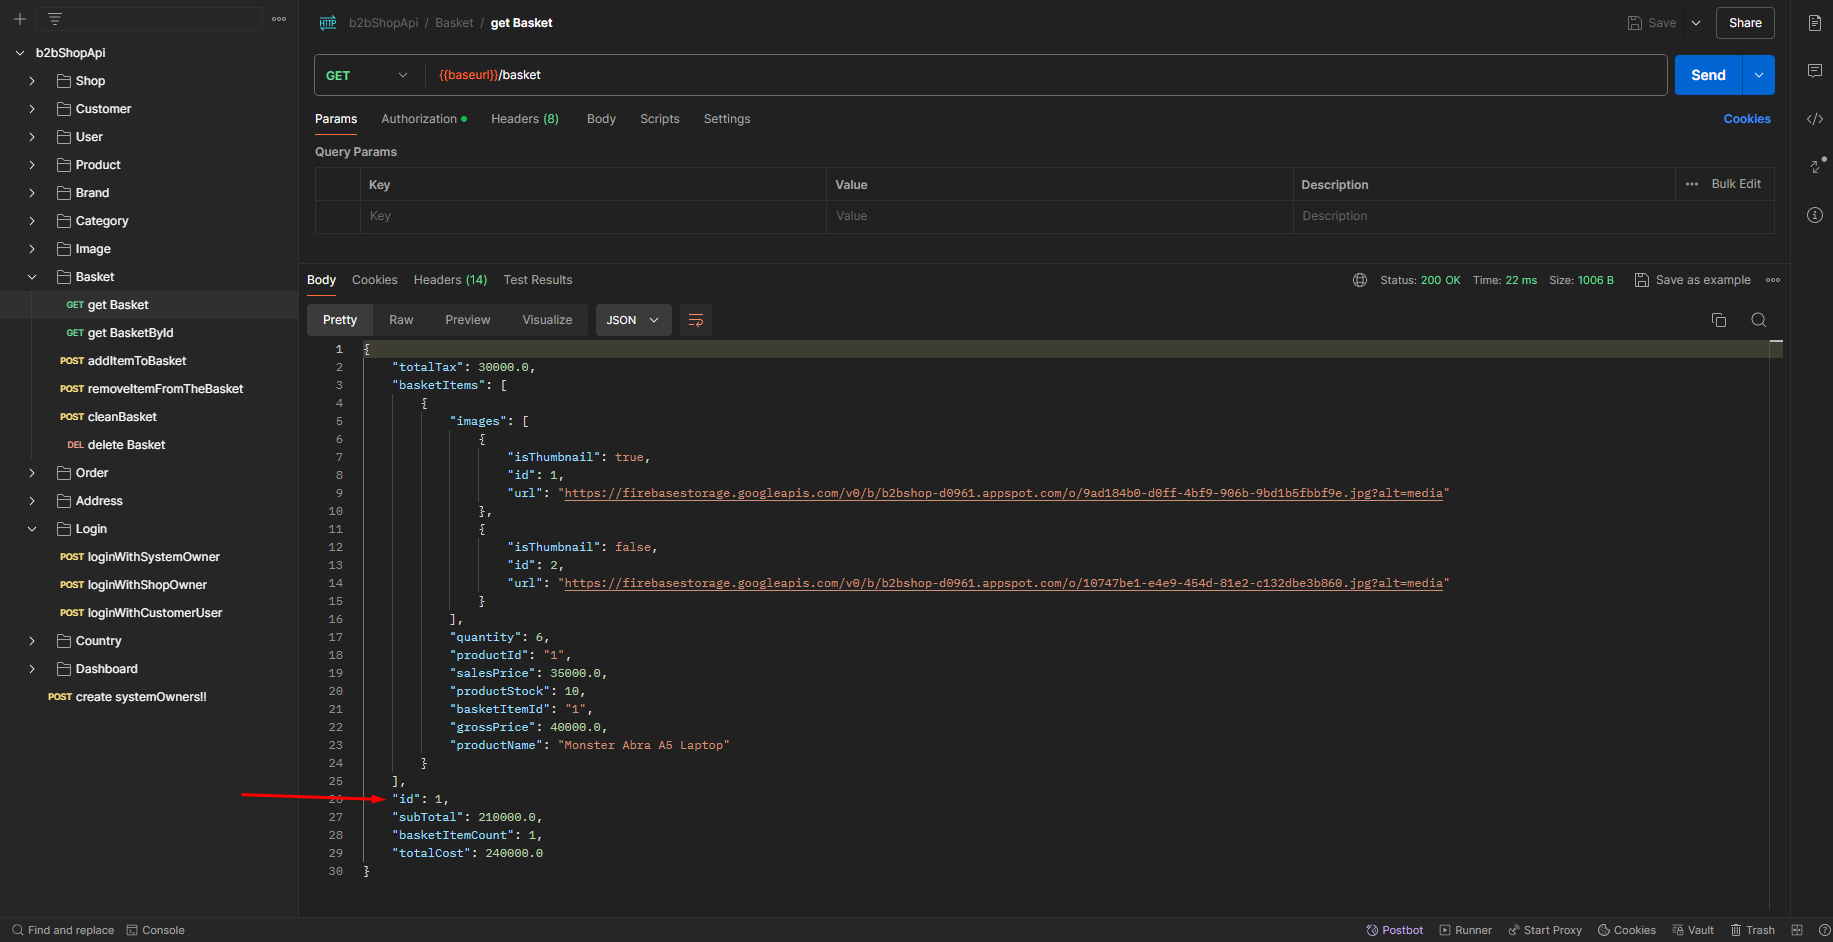 b2bShopApi / Basket / get Basket
Save
Share
b2bShopApi
Shop
Customer
User
Product
Brand
Category
Image
Basket
GET get Basket
GET get BasketById
POST addItemToBasket
POST removeItemFromTheBasket
POST cleanBasket
DEL delete Basket
Order
Address
Login
POST loginWithSystemOwner
POST loginWithShopOwner
POST loginWithCustomerUser
Country
Dashboard
POST create systemOwners!!
GET {{baseurl}}/basket
Send
Params Authorization Headers (8) Body Scripts Settings
Cookies
Query Params
Key Value Description Bulk Edit
Key Value Description
Body Cookies Headers (14) Test Results
Status: 200 OK Time: 22 ms Size: 1006 B Save as example
Pretty Raw Preview Visualize JSON
1 {
2 "totalTax": 30000.0,
3 "basketItems": [
4 {
5 "images": [
6 {
7 "isThumbnail": true,
8 "id": 1,
9 "url": "https://firebasestorage.googleapis.com/v0/b/b2bshop-d0961.appspot.com/o/9ad184b0-d0ff-4bf9-906b-9bd1b5fbbf9e.jpg?alt=media"
10 },
11 {
12 "isThumbnail": false,
13 "id": 2,
14 "url": "https://firebasestorage.googleapis.com/v0/b/b2bshop-d0961.appspot.com/o/10747be1-e4e9-454d-81e2-c132dbe3b860.jpg?alt=media"
15 }
16 ],
17 "quantity": 6,
18 "productId": "1",
19 "salesPrice": 35000.0,
20 "productStock": 10,
21 "basketItemId": "1",
22 "grossPrice": 40000.0,
23 "productName": "Monster Abra A5 Laptop"
24 }
25 ],
26 "id": 1,
27 "subTotal": 210000.0,
28 "basketItemCount": 1,
29 "totalCost": 240000.0
30 }
Find and replace Console
Postbot Runner Start Proxy Cookies Vault Trash